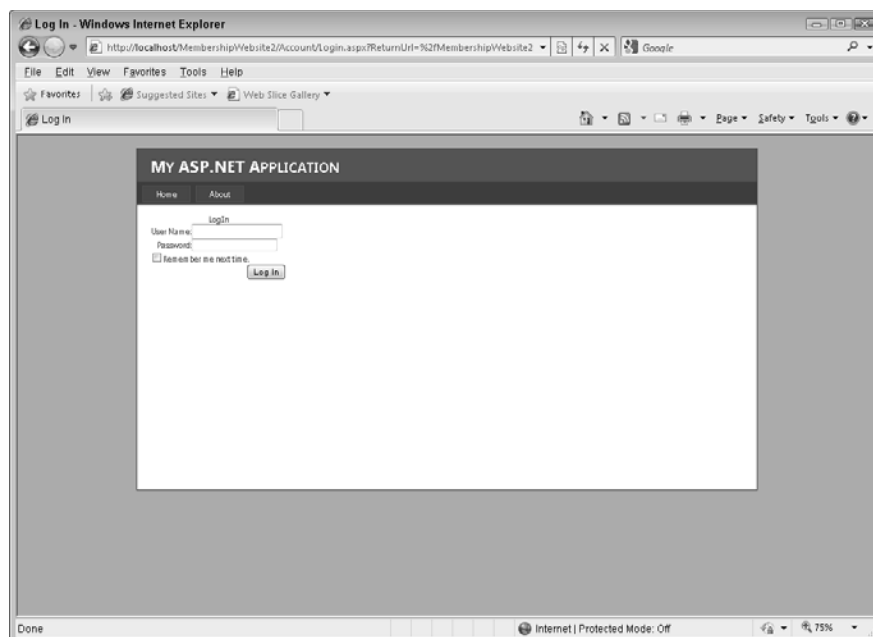 Log In - Windows Internet Explorer
http://localhost/MembershipWebsite2/Account/Login.aspx?ReturnUrl=%2fMembershipWebsite2
Google
File Edit View Favorites Tools Help
Favorites Suggested Sites Web Slice Gallery
Log In Page Safety Tools
MY ASP.NET APPLICATION
Home About
LogIn
User Name:
Password:
Remember me next time.
Log In
Done Internet | Protected Mode: Off 75%